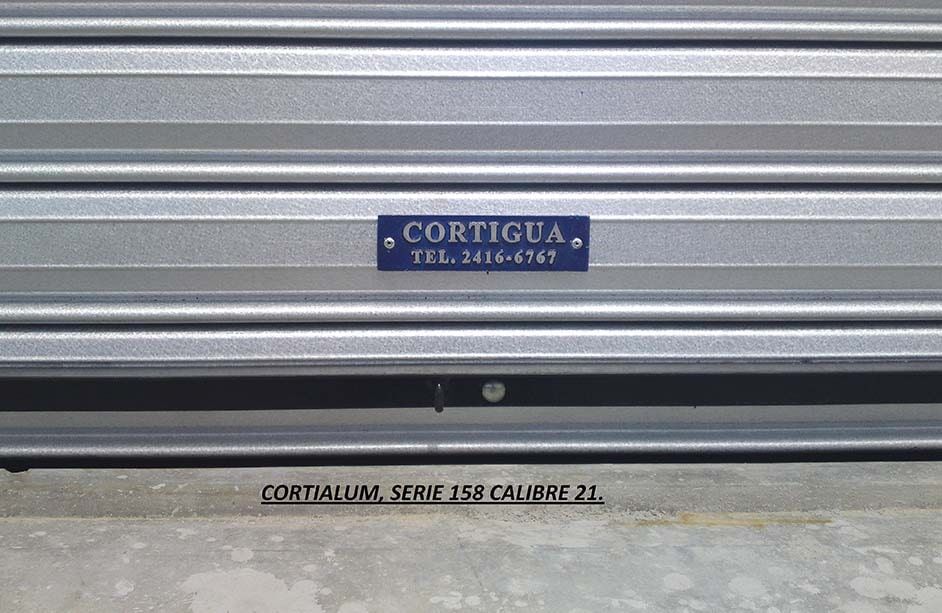 CORTIGUA
TEL. 2416-6767
CORTIALUM, SERIE 158 CALIBRE 21.